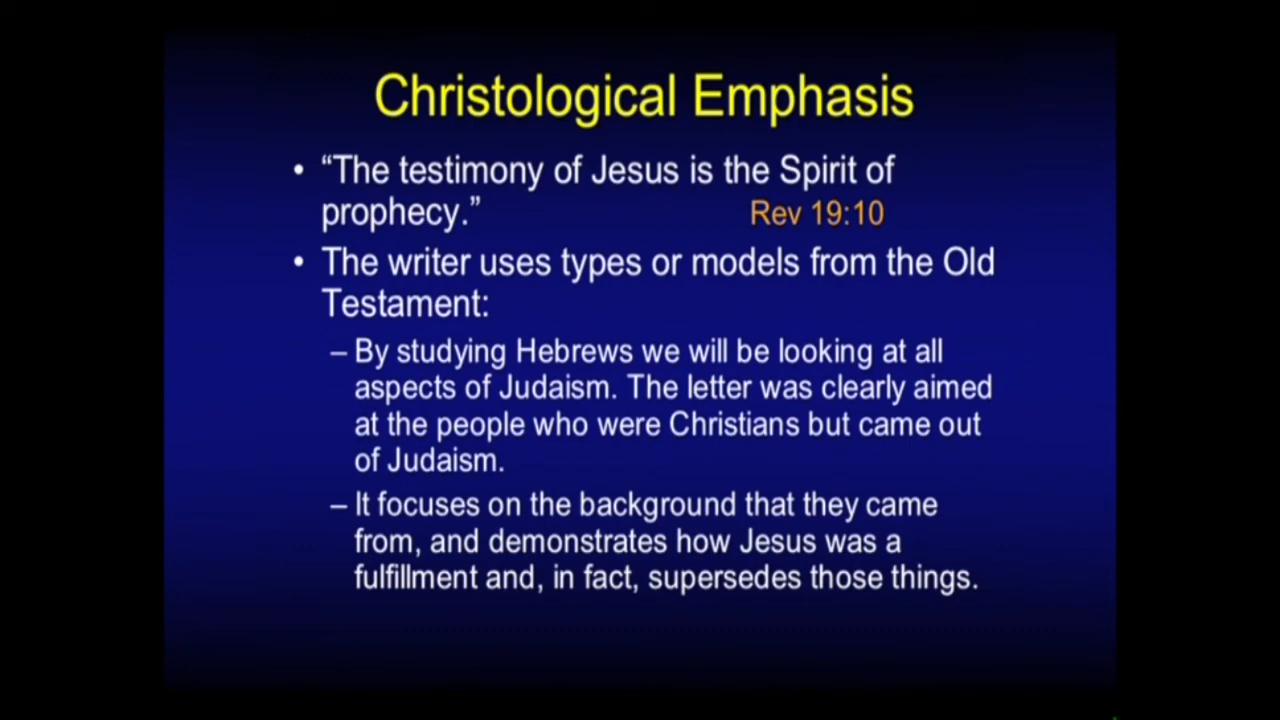 Christological Emphasis
• “The testimony of Jesus is the Spirit of
prophecy.” Rev 19:10
• The writer uses types or models from the Old
Testament:
– By studying Hebrews we will be looking at all
aspects of Judaism. The letter was clearly aimed
at the people who were Christians but came out
of Judaism.
– It focuses on the background that they came
from, and demonstrates how Jesus was a
fulfillment and, in fact, supersedes those things.